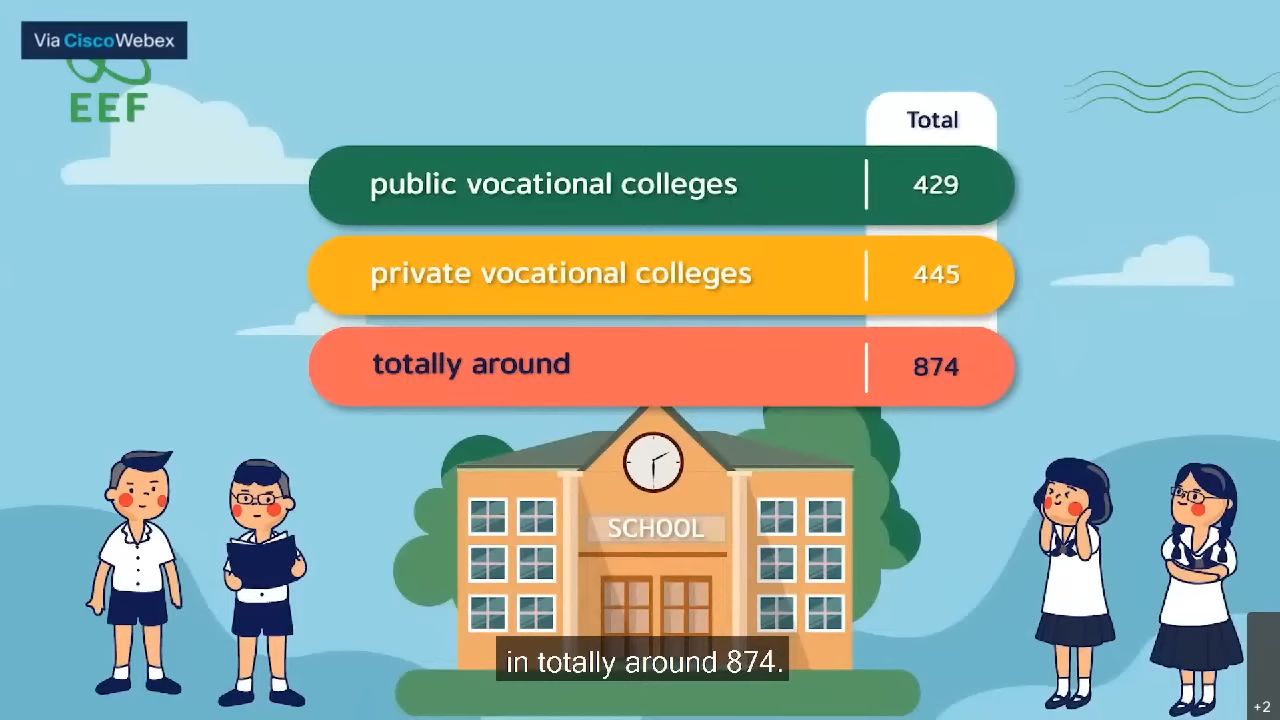 Via CiscoWebex
EEF
Total
public vocational colleges 429
private vocational colleges 445
totally around 874
SCHOOL
in totally around 874.
+2